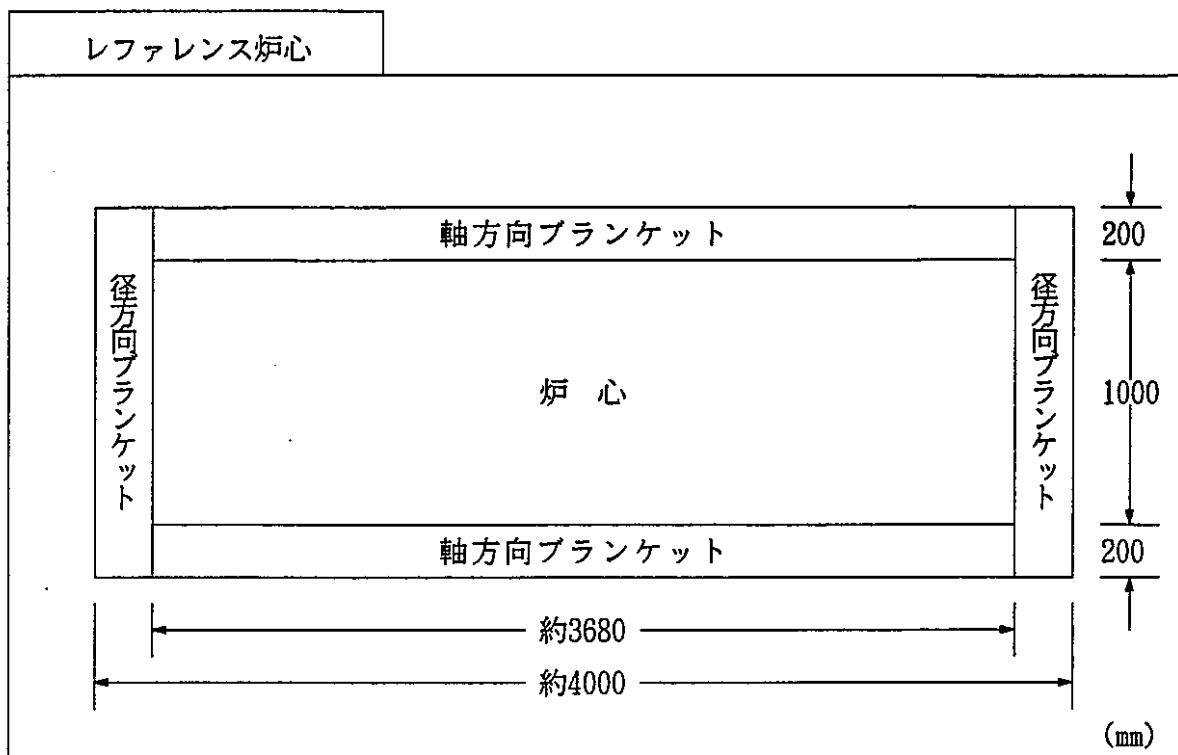 レファレンス炉心
軸方向ブランケット
200
径方向ブランケット
炉 心
径方向ブランケット
1000
軸方向ブランケット
200
約3680
約4000
(mm)